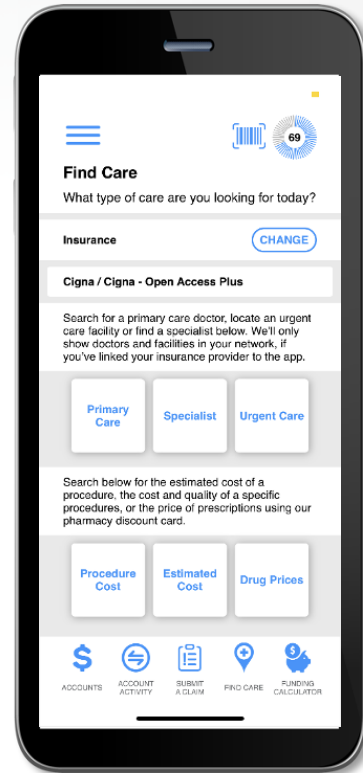 69
Find Care
What type of care are you looking for today?
Insurance
CHANGE
Cigna / Cigna - Open Access Plus
Search for a primary care doctor, locate an urgent
care facility or find a specialist below. We'll only
show doctors and facilities in your network, if
you've linked your insurance provider to the app.
Primary
Care
Specialist
Urgent Care
Search below for the estimated cost of a
procedure, the cost and quality of a specific
procedures, or the price of prescriptions using our
pharmacy discount card.
Procedure
Cost
Estimated
Cost
Drug Prices
ACCOUNTS
ACCOUNT
ACTIVITY
SUBMIT
A CLAIM
FIND CARE
FUNDING
CALCULATOR